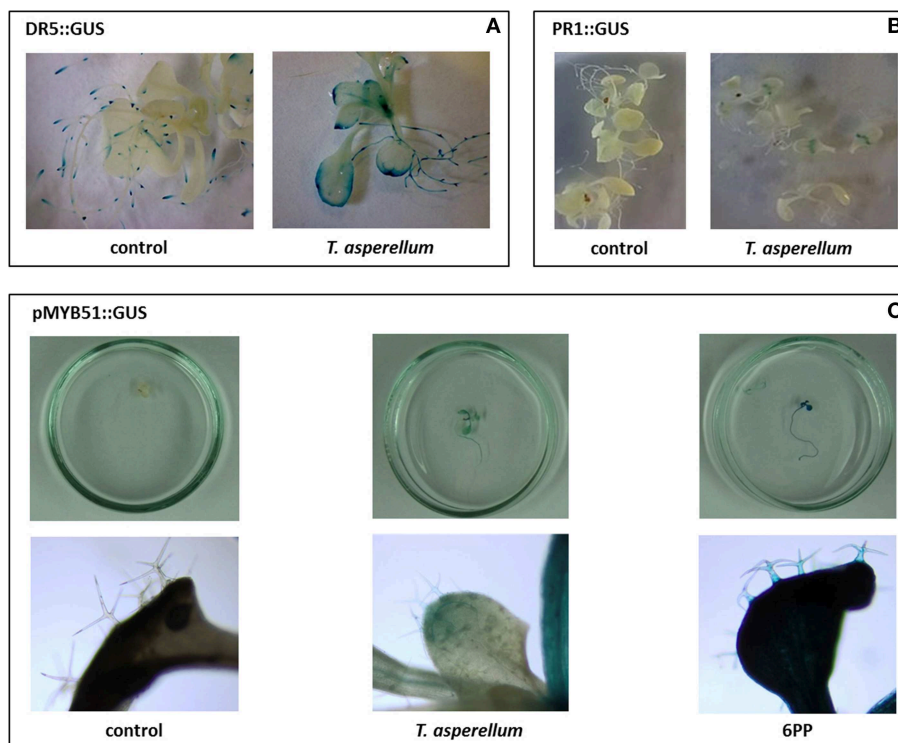 DR5::GUS
A
control
T. asperellum
PR1::GUS
B
control
T. asperellum
pMYB51::GUS
C
control
T. asperellum
6PP